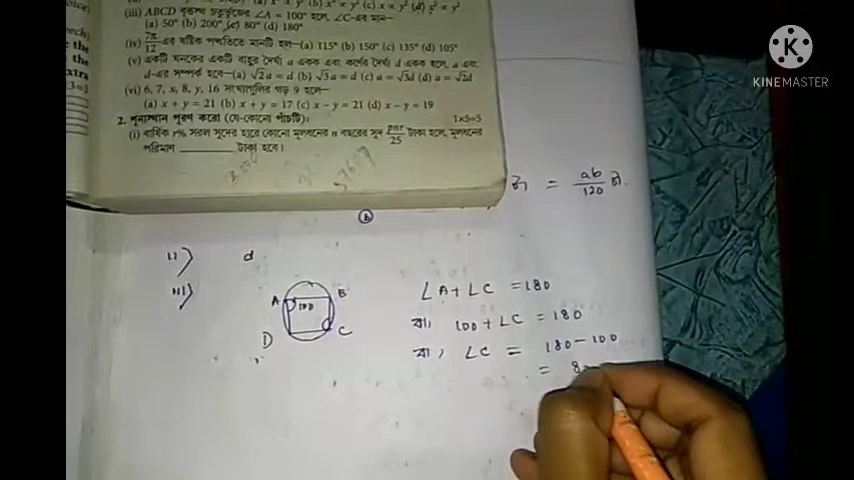 (iii) ABCD বৃত্তস্থ চতুর্ভুজের ∠A = 100° হলে, ∠C-এর মান–
(a) 50° (b) 200° (c) 80° (d) 180°
(iv) 7π/12 -এর ষষ্টিক পদ্ধতিতে মানটি হল–(a) 115° (b) 150° (c) 135° (d) 105°
(v) একটি ঘনকের একটি বাহুর দৈর্ঘ্য a একক এবং কর্ণের দৈর্ঘ্য d একক হলে, a এবং
d-এর সম্পর্ক হবে–(a) √2a = d (b) √3a = d (c) a = √3d (d) a = √2d
(vi) 6, 7, x, 8, y, 16 সংখ্যাগুলির গড় 9 হলে–
(a) x + y = 21 (b) x + y = 17 (c) x – y = 21 (d) x – y = 19
2. শূন্যস্থান পূরণ করো (যে-কোনো পাঁচটি): 1×5=5
(i) বার্ষিক r% সরল সুদের হারে কোনো মূলধনের n বছরের সুদ pnr/25 টাকা হলে, মূলধনের
পরিমাণ ________ টাকা হবে।
= ab/120
b
ii) d
iii)
A B
100
D C
∠A + ∠C = 180
বা, 100 + ∠C = 180
বা, ∠C = 180 – 100
= 8
KINEMASTER